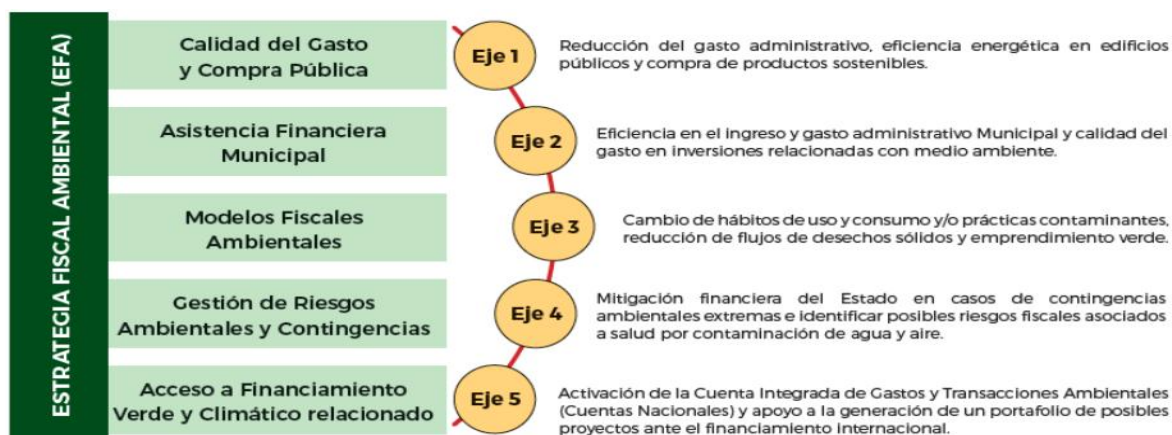 ESTRATEGIA FISCAL AMBIENTAL (EFA)
Calidad del Gasto
y Compra Pública
Eje 1
Reducción del gasto administrativo, eficiencia energética en edificios
públicos y compra de productos sostenibles.
Asistencia Financiera
Municipal
Eje 2
Eficiencia en el ingreso y gasto administrativo Municipal y calidad del
gasto en inversiones relacionadas con medio ambiente.
Modelos Fiscales
Ambientales
Eje 3
Cambio de hábitos de uso y consumo y/o prácticas contaminantes,
reducción de flujos de desechos sólidos y emprendimiento verde.
Gestión de Riesgos
Ambientales y Contingencias
Eje 4
Mitigación financiera del Estado en casos de contingencias
ambientales extremas e identificar posibles riesgos fiscales asociados
a salud por contaminación de agua y aire.
Acceso a Financiamiento
Verde y Climático relacionado
Eje 5
Activación de la Cuenta Integrada de Gastos y Transacciones Ambientales
(Cuentas Nacionales) y apoyo a la generación de un portafolio de posibles
proyectos ante el financiamiento internacional.